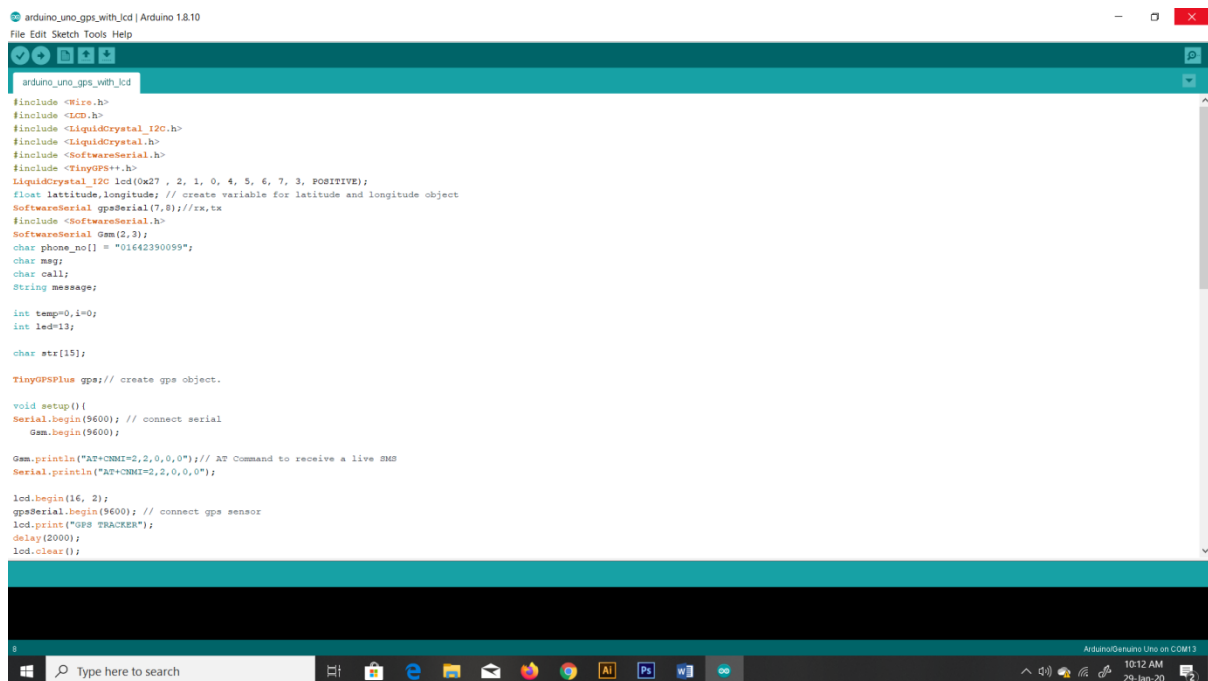 arduino_uno_gps_with_lcd | Arduino 1.8.10
File Edit Sketch Tools Help
arduino_uno_gps_with_lcd
#include <Wire.h>
#include <LCD.h>
#include <LiquidCrystal_I2C.h>
#include <LiquidCrystal.h>
#include <SoftwareSerial.h>
#include <TinyGPS++.h>
LiquidCrystal_I2C lcd(0x27 , 2, 1, 0, 4, 5, 6, 7, 3, POSITIVE);
float lattitude,longitude; // create variable for latitude and longitude object
SoftwareSerial gpsSerial(7,8);//rx,tx
#include <SoftwareSerial.h>
SoftwareSerial Gsm(2,3);
char phone_no[] = "01642390099";
char msg;
char call;
String message;
int temp=0,i=0;
int led=13;
char str[15];
TinyGPSPlus gps;// create gps object.
void setup(){
Serial.begin(9600); // connect serial
Gsm.begin(9600);
Gsm.println("AT+CNMI=2,2,0,0,0");// AT Command to receive a live SMS
Serial.println("AT+CNMI=2,2,0,0,0");
lcd.begin(16, 2);
gpsSerial.begin(9600); // connect gps sensor
lcd.print("GPS TRACKER");
delay(2000);
lcd.clear();
8
Arduino/Genuino Uno on COM13
Type here to search
Ai
Ps
10:12 AM
29-Jan-20
2